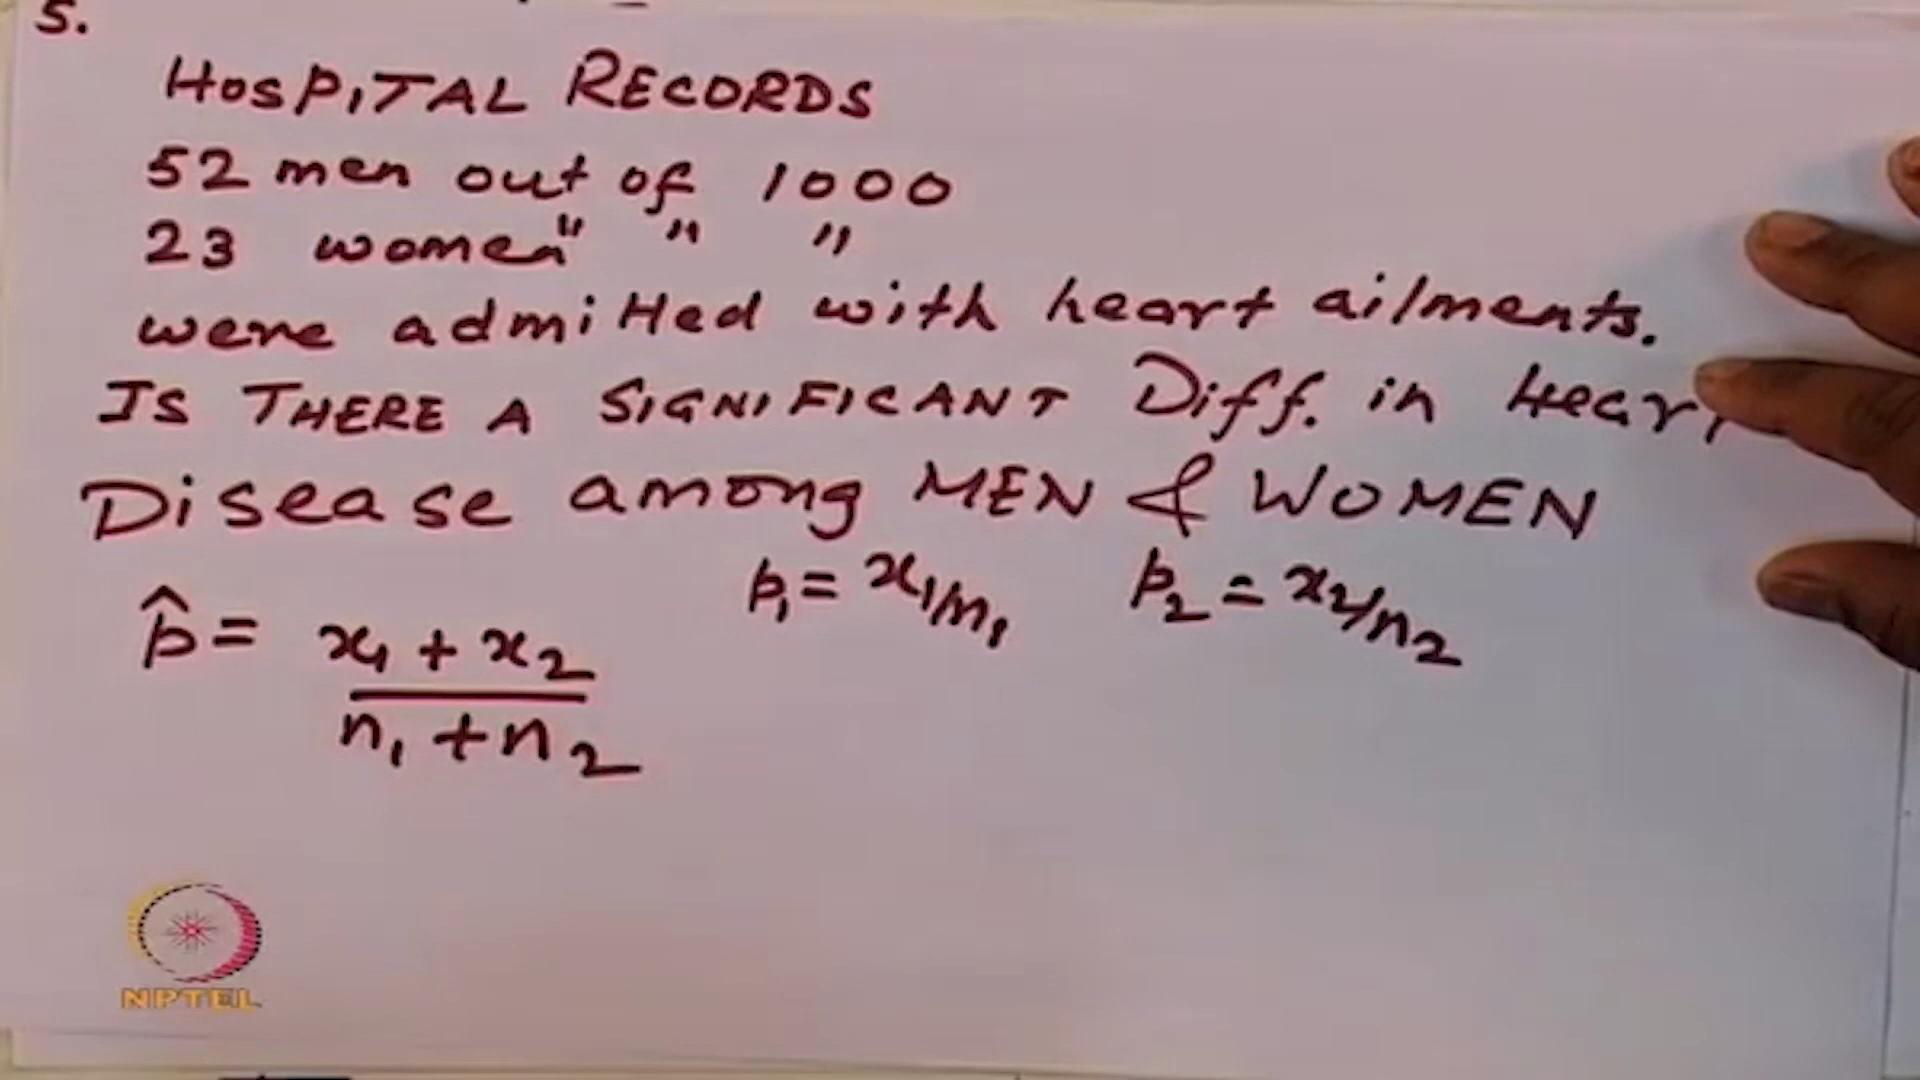 5.
HOSPITAL RECORDS
52 men out of 1000
23 women " " "
were admitted with heart ailments.
IS THERE A SIGNIFICANT Diff. in Heart
Disease among MEN & WOMEN
p₁ = x₁/n₁ p₂ = x₂/n₂
p̂ = x₁ + x₂
n₁ + n₂
NPTEL